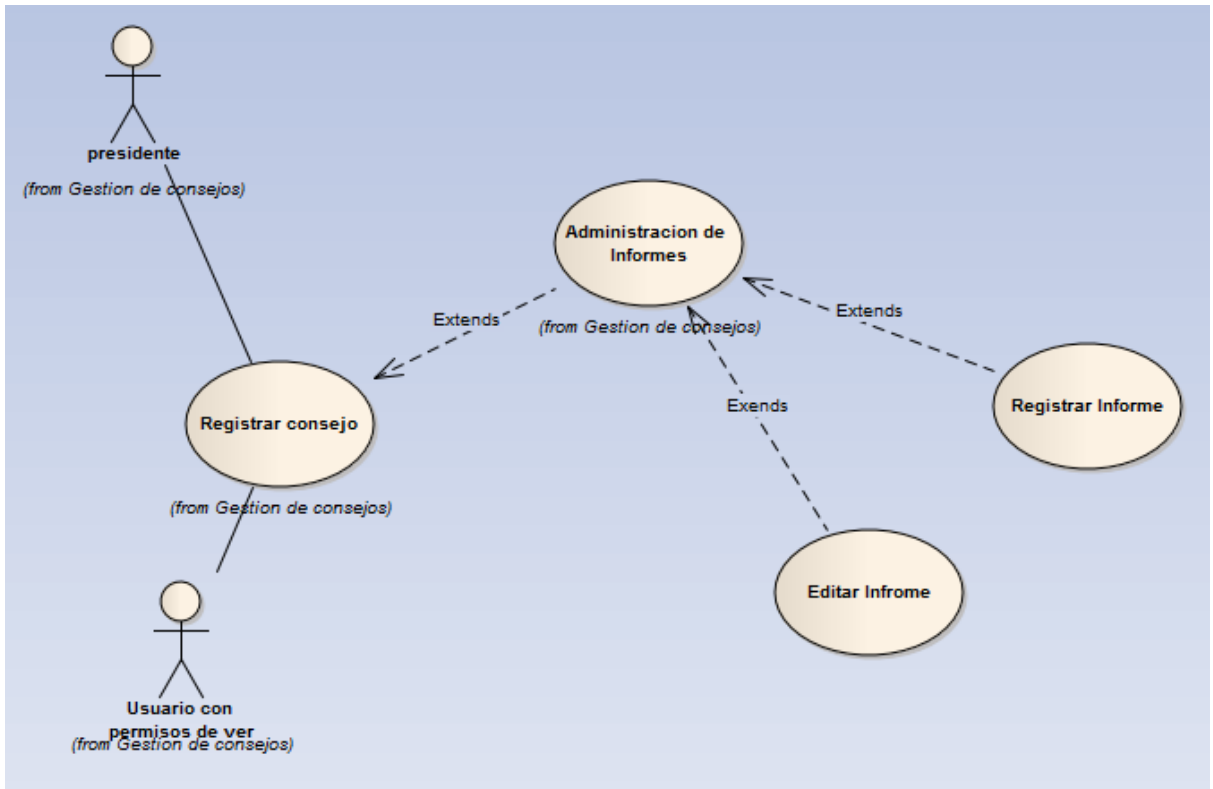 presidente
(from Gestion de consejos)
Administracion de
Informes
(from Gestion de consejos)
Extends
Extends
Registrar consejo
(from Gestion de consejos)
Exends
Registrar Informe
Editar Infrome
Usuario con
permisos de ver
(from Gestion de consejos)